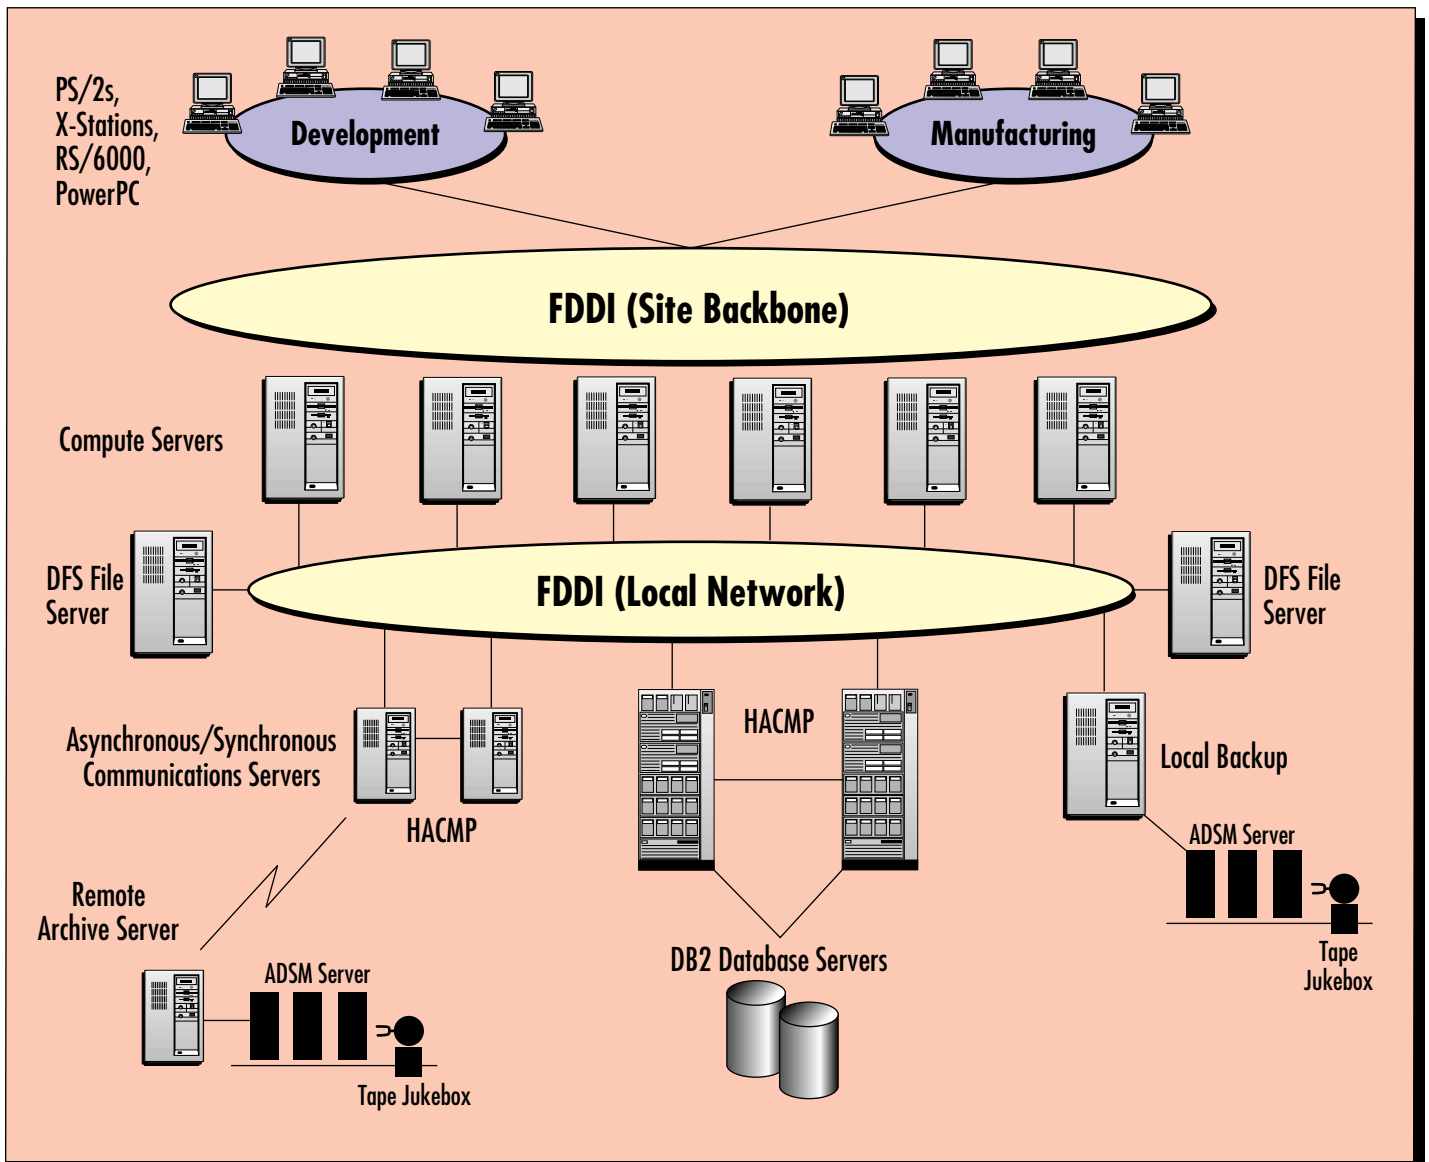 PS/2s,
X-Stations,
RS/6000,
PowerPC
Development
Manufacturing
FDDI (Site Backbone)
Compute Servers
DFS File
Server
FDDI (Local Network)
DFS File
Server
Asynchronous/Synchronous
Communications Servers
HACMP
HACMP
Local Backup
ADSM Server
Tape
Jukebox
Remote
Archive Server
ADSM Server
Tape Jukebox
DB2 Database Servers